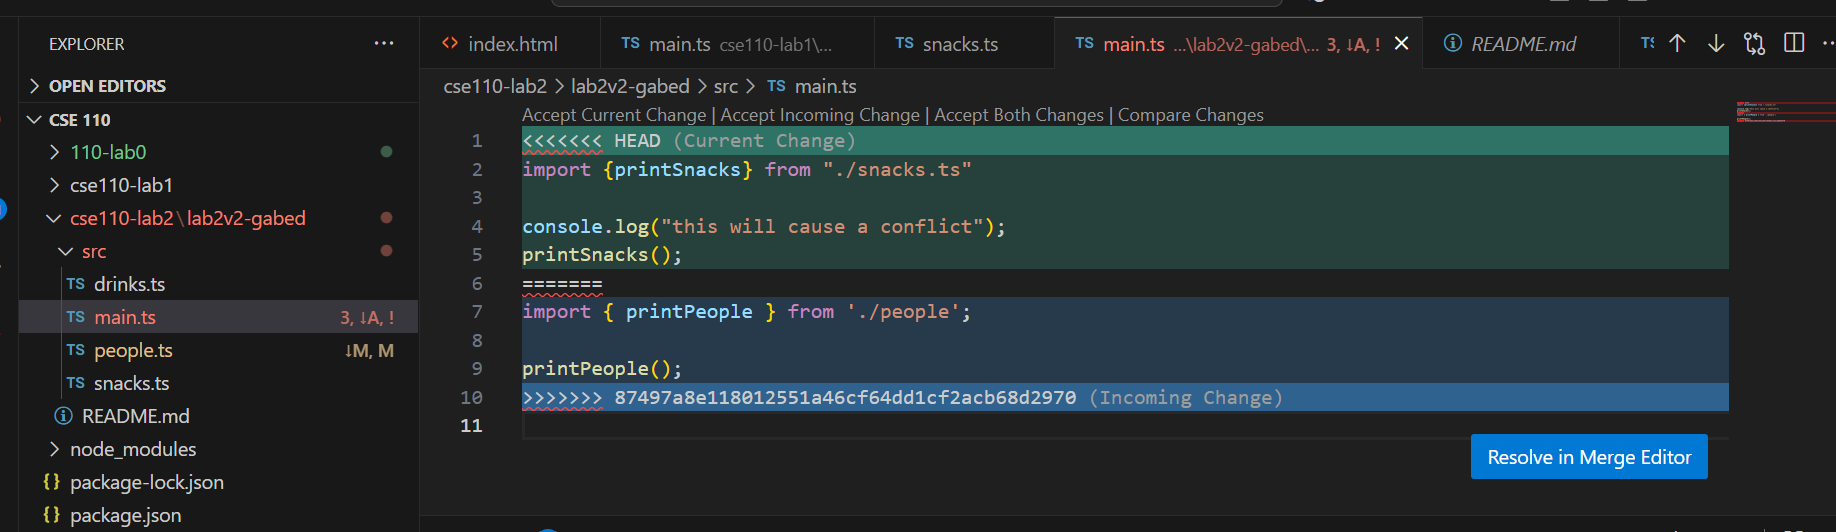 EXPLORER ···
OPEN EDITORS
CSE 110
110-lab0
cse110-lab1
cse110-lab2\lab2v2-gabed
src
TS drinks.ts
TS main.ts 3, ↓A, !
TS people.ts ↓M, M
TS snacks.ts
README.md
node_modules
{} package-lock.json
{} package.json
<> index.html
TS main.ts cse110-lab1\...
TS snacks.ts
TS main.ts ...\lab2v2-gabed\... 3, ↓A, !
README.md
TS
cse110-lab2 > lab2v2-gabed > src > TS main.ts
Accept Current Change | Accept Incoming Change | Accept Both Changes | Compare Changes
1 <<<<<<< HEAD (Current Change)
2 import {printSnacks} from "./snacks.ts"
3
4 console.log("this will cause a conflict");
5 printSnacks();
6 =======
7 import { printPeople } from './people';
8
9 printPeople();
10 >>>>>>> 87497a8e118012551a46cf64dd1cf2acb68d2970 (Incoming Change)
11
Resolve in Merge Editor